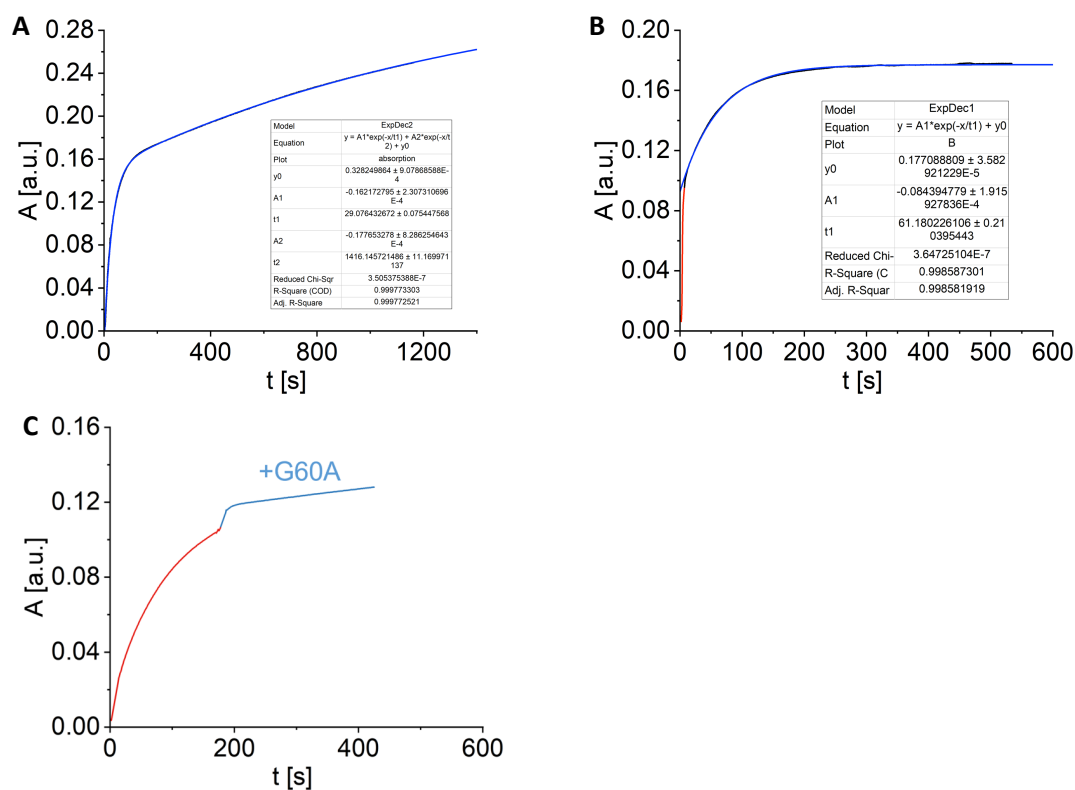 A
0.28
0.24
0.20
0.16
0.12
0.08
0.04
0.00
A [a.u.]
0 400 800 1200
t [s]
Model ExpDec2
Equation y = A1*exp(-x/t1) + A2*exp(-x/t
2) + y0
Plot absorption
y0 0.328249864 ± 9.07868588E-
4
A1 -0.162172795 ± 2.307310696
E-4
t1 29.076432672 ± 0.075447568
A2 -0.177653278 ± 8.286254643
E-4
t2 1416.145721486 ± 11.169971
137
Reduced Chi-Sqr 3.505375388E-7
R-Square (COD) 0.999773303
Adj. R-Square 0.999772521
B
0.20
0.16
0.12
0.08
0.04
0.00
A [a.u.]
0 100 200 300 400 500 600
t [s]
Model ExpDec1
Equation y = A1*exp(-x/t1) + y0
Plot B
y0 0.177088809 ± 3.582
921229E-5
A1 -0.084394779 ± 1.915
927836E-4
t1 61.180226106 ± 0.21
0395443
Reduced Chi- 3.64725104E-7
R-Square (C 0.998587301
Adj. R-Squar 0.998581919
C
0.16
0.12
0.08
0.04
0.00
A [a.u.]
+G60A
0 200 400 600
t [s]